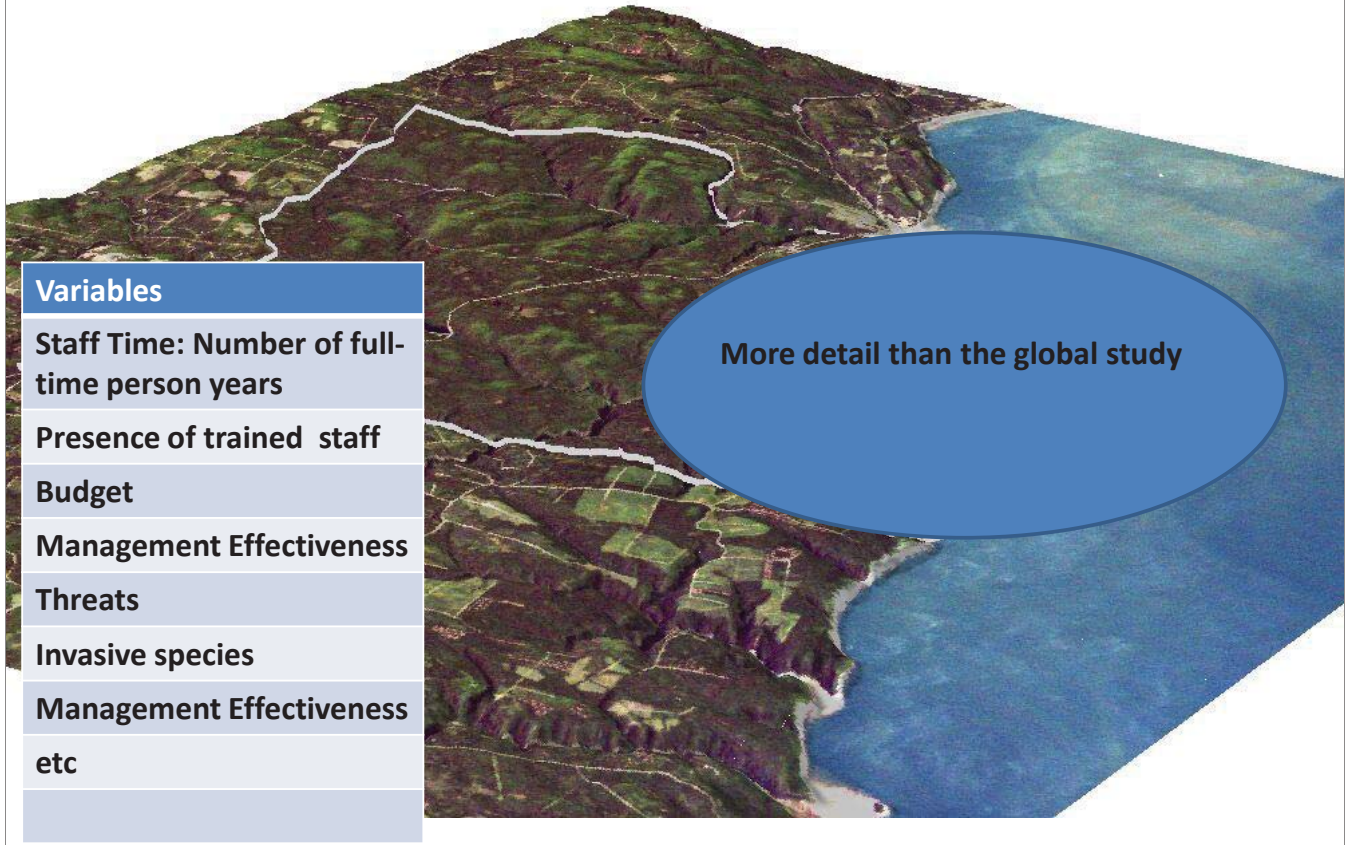 Variables
Staff Time: Number of full-
time person years
Presence of trained staff
Budget
Management Effectiveness
Threats
Invasive species
Management Effectiveness
etc
More detail than the global study